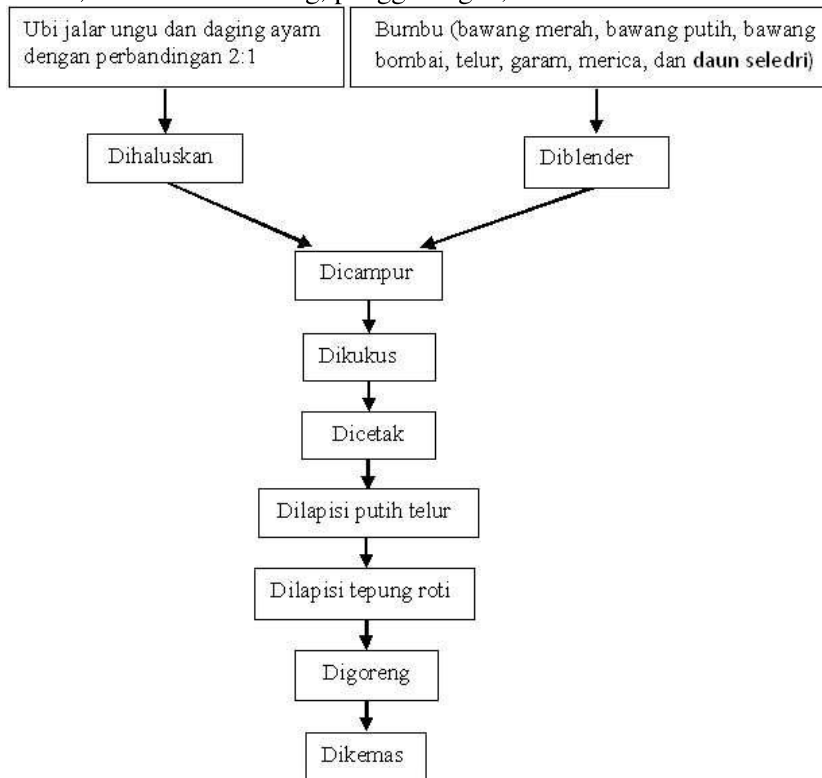 Ubi jalar ungu dan daging ayam
dengan perbandingan 2:1
Bumbu (bawang merah, bawang putih, bawang
bombai, telur, garam, merica, dan daun seledri)
Dihaluskan
Diblender
Dicampur
Dikukus
Dicetak
Dilapisi putih telur
Dilapisi tepung roti
Digoreng
Dikemas